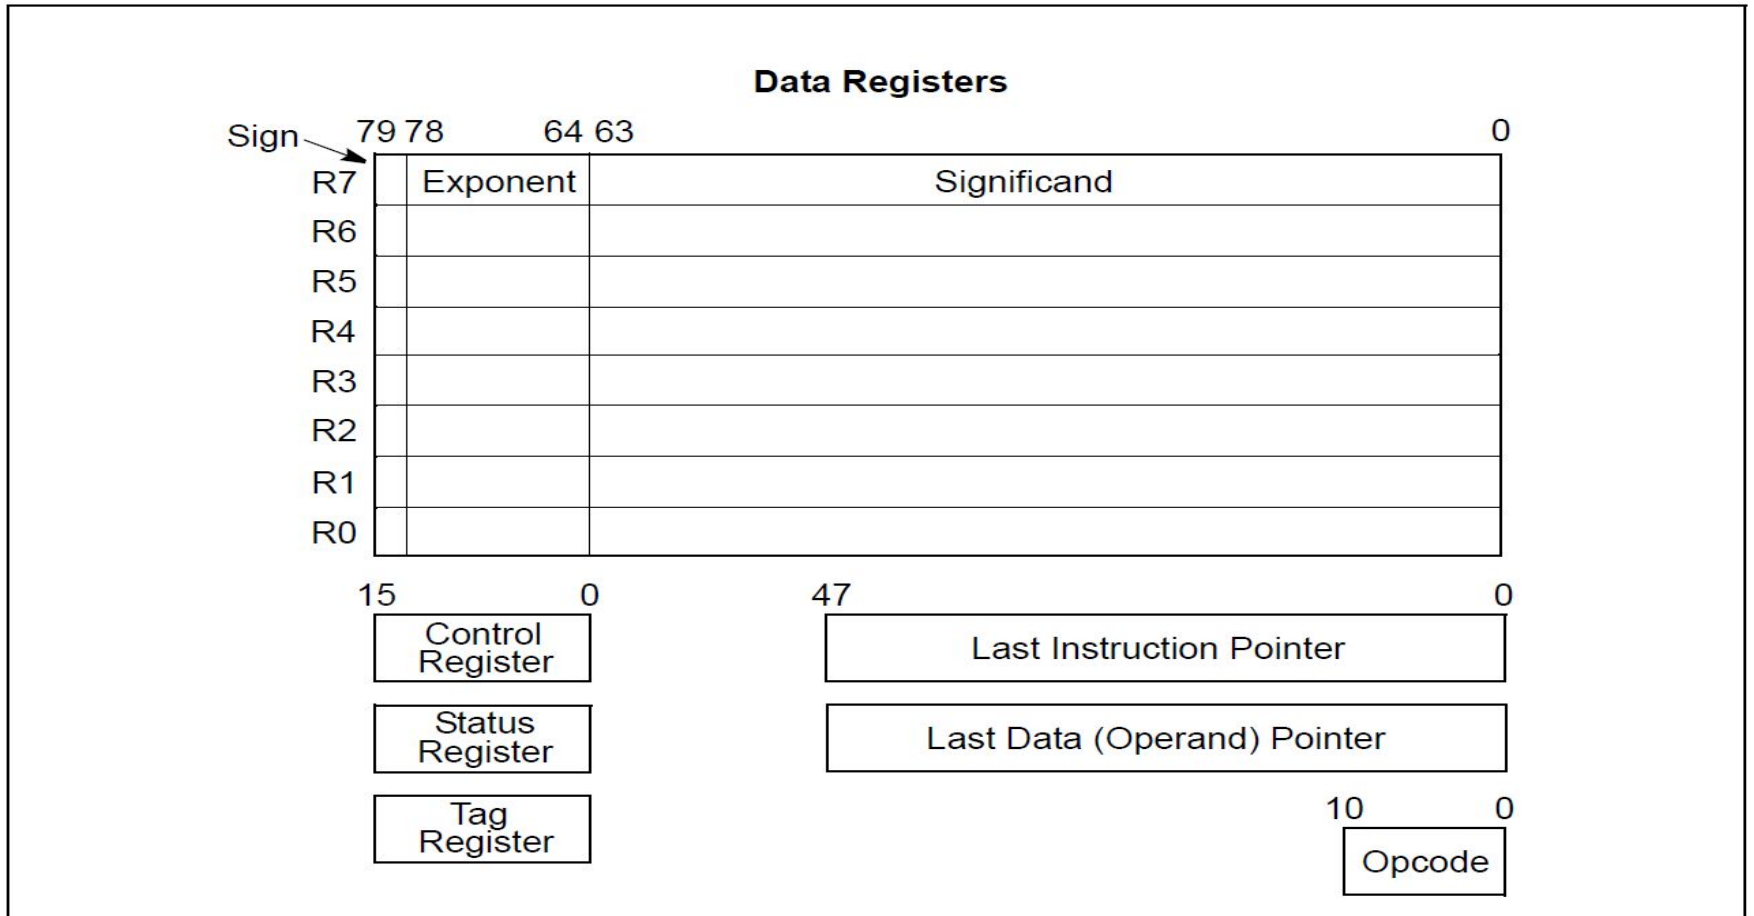 Data Registers
Sign 79 78 64 63 0
R7 Exponent Significand
R6
R5
R4
R3
R2
R1
R0
15 0 47 0
Control
Register
Last Instruction Pointer
Status
Register
Last Data (Operand) Pointer
10 0
Tag
Register
Opcode